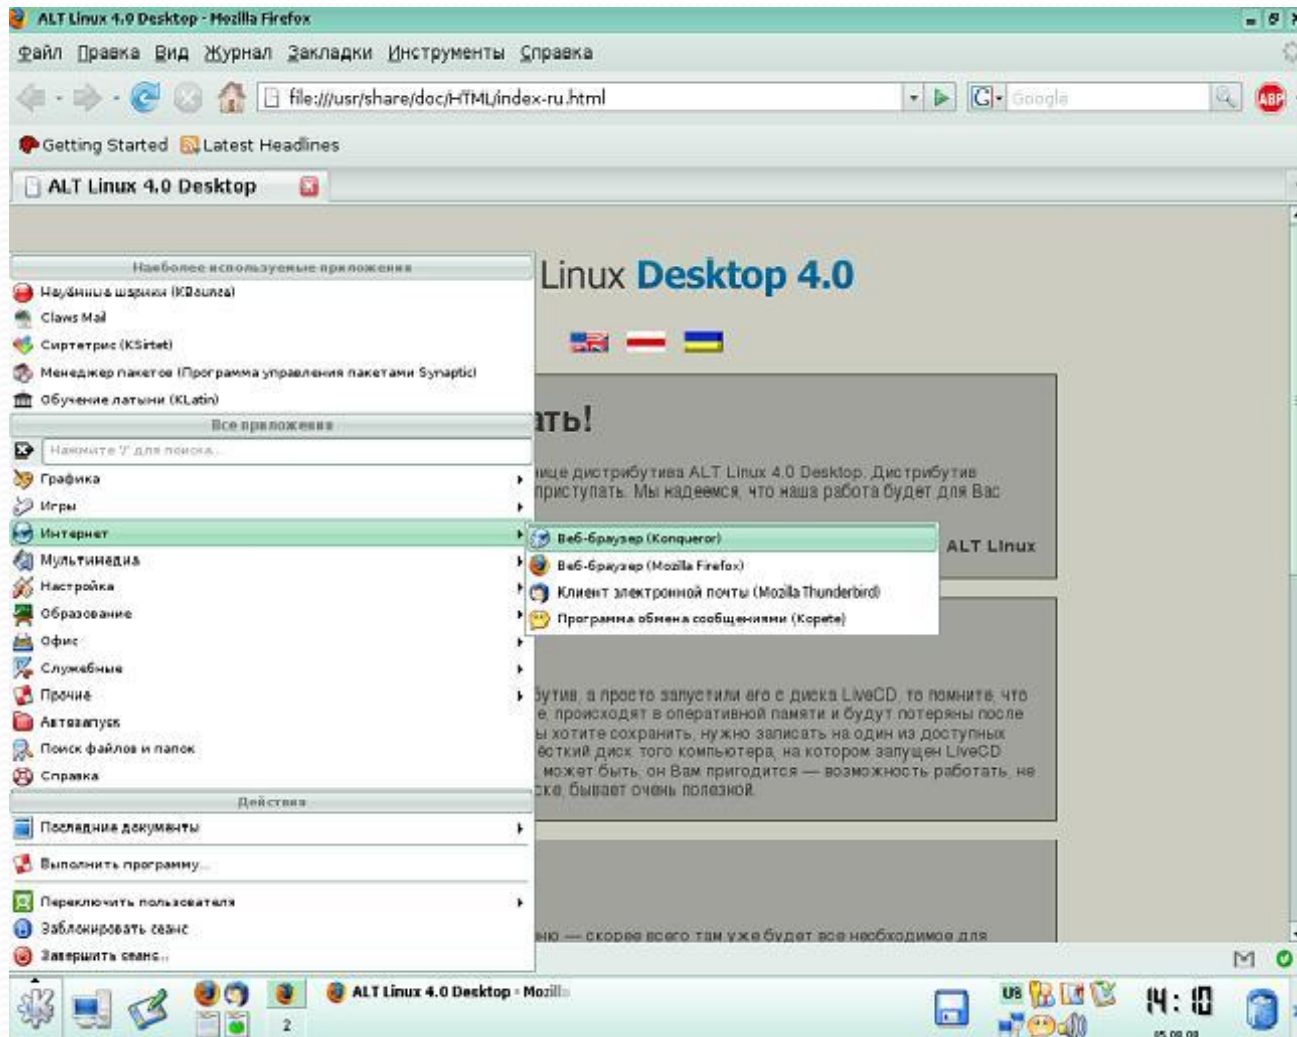 ALT Linux 4.0 Desktop - Mozilla Firefox
Файл Правка Вид Журнал Закладки Инструменты Справка
file:///usr/share/doc/HTML/index-ru.html
G Google
ABP
Getting Started Latest Headlines
ALT Linux 4.0 Desktop
Linux Desktop 4.0
Наиболее используемые приложения
(KBounce)
Claws Mail
Сиртетрис (KSirtet)
Менеджер пакетов (Программа управления пакетами Synaptic)
Обучение латыни (KLatin)
Все приложения
Нажмите '/' для поиска...
Графика
Игры
Интернет
Мультимедиа
Настройка
Образование
Офис
Служебные
Прочие
Автозапуск
Поиск файлов и папок
Справка
Действия
Последние документы
Выполнить программу...
Переключить пользователя
Заблокировать сеанс
Завершить сеанс...
Веб-браузер (Konqueror)
Веб-браузер (Mozilla Firefox)
Клиент электронной почты (Mozilla Thunderbird)
Программа обмена сообщениями (Kopete)
ать!
нице дистрибутива ALT Linux 4.0 Desktop. Дистрибутив
приступать. Мы надеемся, что наша работа будет для Вас
ALT Linux
бутив, а просто запустили его с диска LiveCD, то помните, что
е, происходят в оперативной памяти и будут потеряны после
ы хотите сохранить, нужно записать на один из доступных
ёсткий диск того компьютера, на котором запущен LiveCD
, может быть, он Вам пригодится — возможность работать, не
ске, бывает очень полезной.
ню — скорее всего там уже будет все необходимое для
2
ALT Linux 4.0 Desktop - Mozill
US
14:10